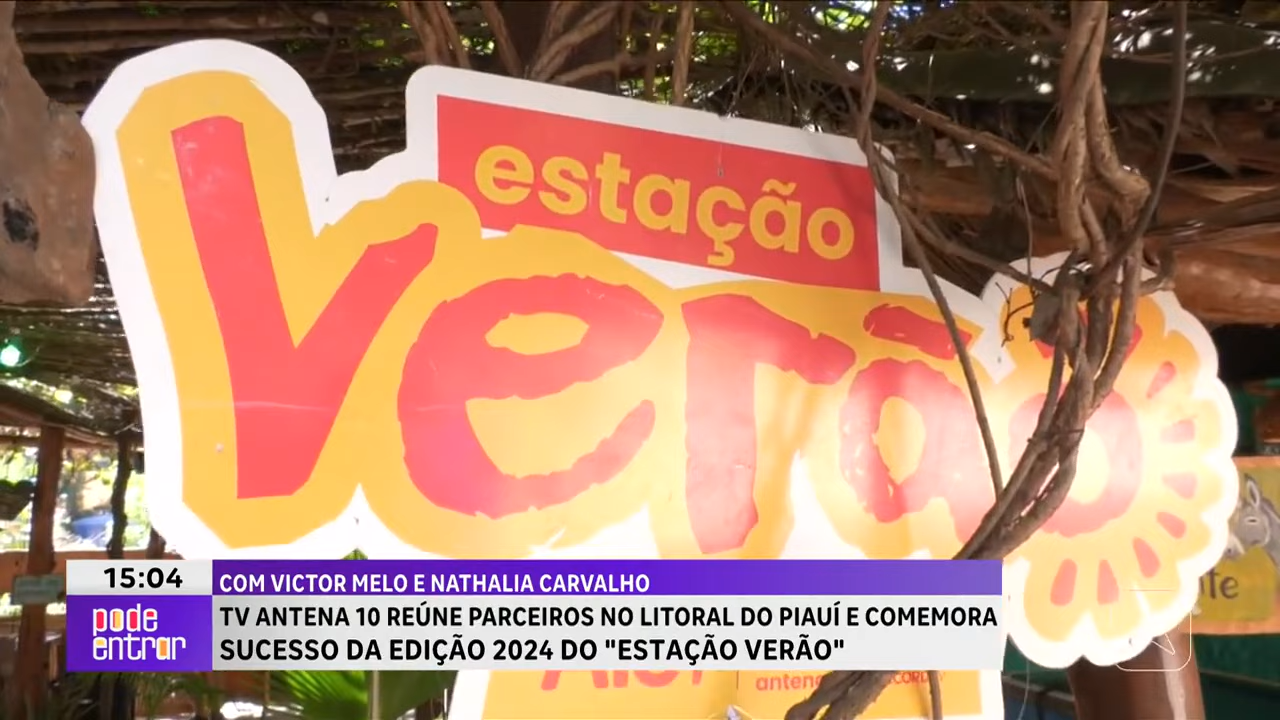 estação
verão
15:04
COM VICTOR MELO E NATHALIA CARVALHO
pode
entrar
TV ANTENA 10 REÚNE PARCEIROS NO LITORAL DO PIAUÍ E COMEMORA
SUCESSO DA EDIÇÃO 2024 DO "ESTAÇÃO VERÃO"